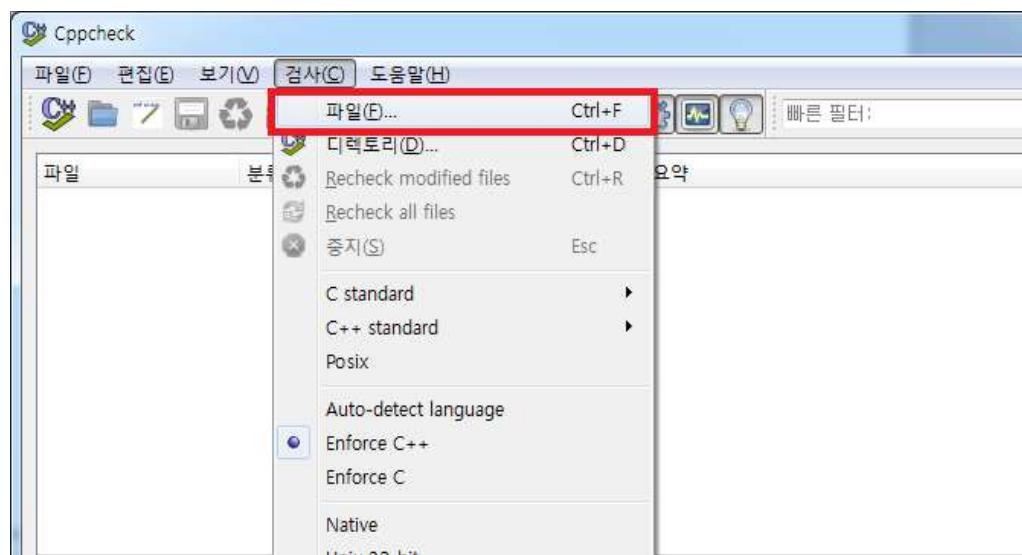 Cppcheck
파일(F) 편집(E) 보기(V) 검사(C) 도움말(H)
파일(F)... Ctrl+F
빠른 필터:
디렉토리(D)... Ctrl+D
파일 요약
Recheck modified files Ctrl+R
Recheck all files
중지(S) Esc
C standard
C++ standard
Posix
Auto-detect language
Enforce C++
Enforce C
Native